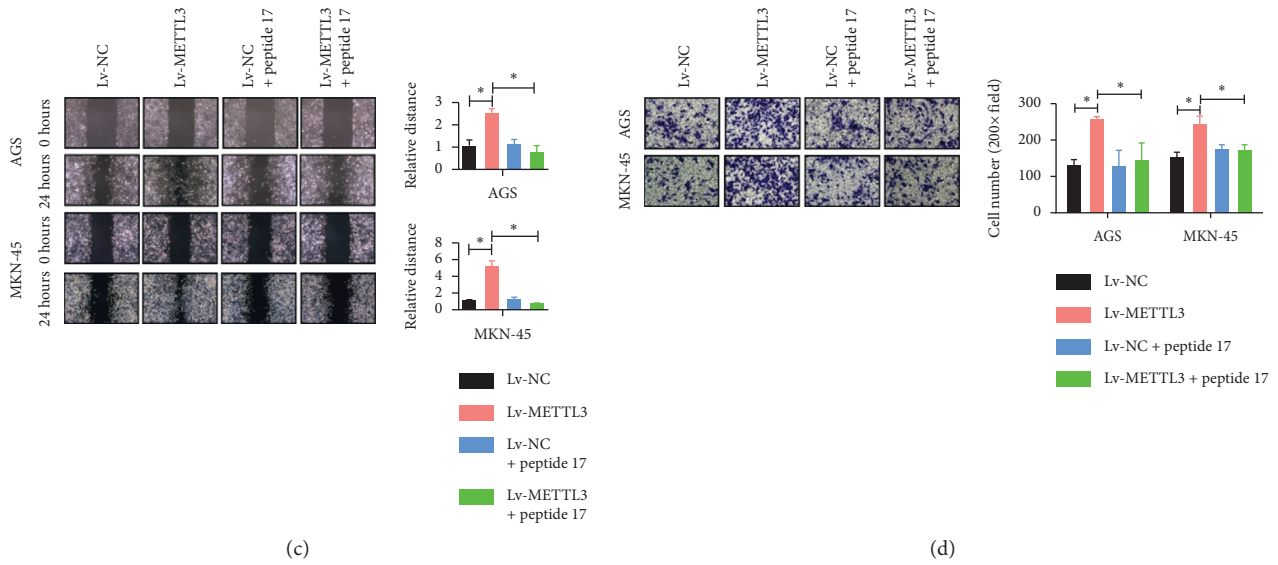 Lv-NC
Lv-METTL3
Lv-NC
+ peptide 17
Lv-METTL3
+ peptide 17
AGS
0 hours
24 hours
MKN-45
0 hours
24 hours
Relative distance
3
2
1
0
*
*
AGS
Relative distance
8
6
4
2
0
*
*
MKN-45
Lv-NC
Lv-METTL3
Lv-NC
+ peptide 17
Lv-METTL3
+ peptide 17
(c)
Lv-NC
Lv-METTL3
Lv-NC
+ peptide 17
Lv-METTL3
+ peptide 17
AGS
MKN-45
Cell number (200× field)
300
200
100
0
*
*
*
*
AGS
MKN-45
Lv-NC
Lv-METTL3
Lv-NC + peptide 17
Lv-METTL3 + peptide 17
(d)